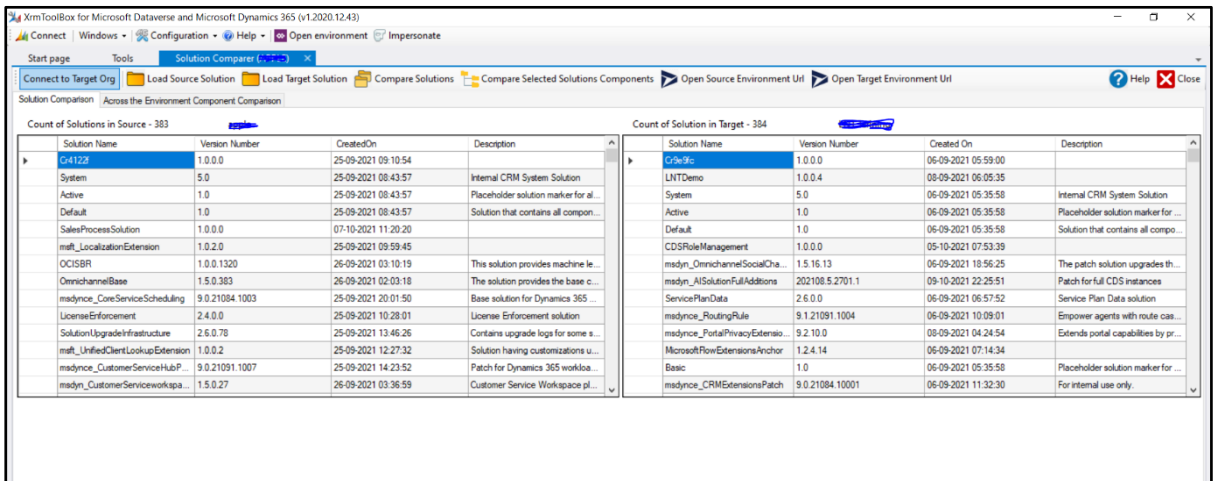 XrmToolBox for Microsoft Dataverse and Microsoft Dynamics 365 (v1.2020.12.43)
Connect Windows Configuration Help Open environment Impersonate
Start page Tools Solution Comparer (
Connect to Target Org Load Source Solution Load Target Solution Compare Solutions Compare Selected Solutions Components Open Source Environment Url Open Target Environment Url Help Close
Solution Comparison Across the Environment Component Comparison
Count of Solutions in Source - 383 Count of Solution in Target - 384
Solution Name Version Number CreatedOn Description Solution Name Version Number Created On Description
Cr4122f 1.0.0.0 25-09-2021 09:10:54 Cr9e9fc 1.0.0.0 06-09-2021 05:59:00
System 5.0 25-09-2021 08:43:57 Internal CRM System Solution LNTDemo 1.0.0.4 08-09-2021 06:05:35
Active 1.0 25-09-2021 08:43:57 Placeholder solution marker for al... System 5.0 06-09-2021 05:35:58 Internal CRM System Solution
Default 1.0 25-09-2021 08:43:57 Solution that contains all compon... Active 1.0 06-09-2021 05:35:58 Placeholder solution marker for ...
SalesProcessSolution 1.0.0.0 07-10-2021 11:20:20 Default 1.0 06-09-2021 05:35:58 Solution that contains all compo...
msft_LocalizationExtension 1.0.2.0 25-09-2021 09:59:45 CDSRoleManagement 1.0.0.0 05-10-2021 07:53:39
OCISBR 1.0.0.1320 26-09-2021 03:10:19 This solution provides machine le... msdyn_OmnichannelSocialCha... 1.5.16.13 06-09-2021 18:56:25 The patch solution upgrades th...
OmnichannelBase 1.5.0.383 26-09-2021 02:03:18 The solution provides the base c... msdyn_AISolutionFullAdditions 202108.5.2701.1 09-10-2021 22:25:51 Patch for full CDS instances
msdynce_CoreServiceScheduling 9.0.21084.1003 25-09-2021 20:01:50 Base solution for Dynamics 365 ... ServicePlanData 2.6.0.0 06-09-2021 06:57:52 Service Plan Data solution
LicenseEnforcement 2.4.0.0 25-09-2021 10:28:01 License Enforcement solution msdynce_RoutingRule 9.1.21091.1004 06-09-2021 10:09:01 Empower agents with route cas...
SolutionUpgradeInfrastructure 2.6.0.78 25-09-2021 13:46:26 Contains upgrade logs for some s... msdynce_PortalPrivacyExtensio... 9.2.10.0 08-09-2021 04:24:54 Extends portal capabilities by pr...
msft_UnifiedClientLookupExtension 1.0.0.2 25-09-2021 12:27:32 Solution having customizations u... MicrosoftFlowExtensionsAnchor 1.2.4.14 06-09-2021 07:14:34
msdynce_CustomerServiceHubP... 9.0.21091.1007 25-09-2021 14:23:52 Patch for Dynamics 365 workloa... Basic 1.0 06-09-2021 05:35:58 Placeholder solution marker for ...
msdyn_CustomerServiceworkspa... 1.5.0.27 26-09-2021 03:36:59 Customer Service Workspace pl... msdynce_CRMExtensionsPatch 9.0.21084.10001 06-09-2021 11:32:30 For internal use only.